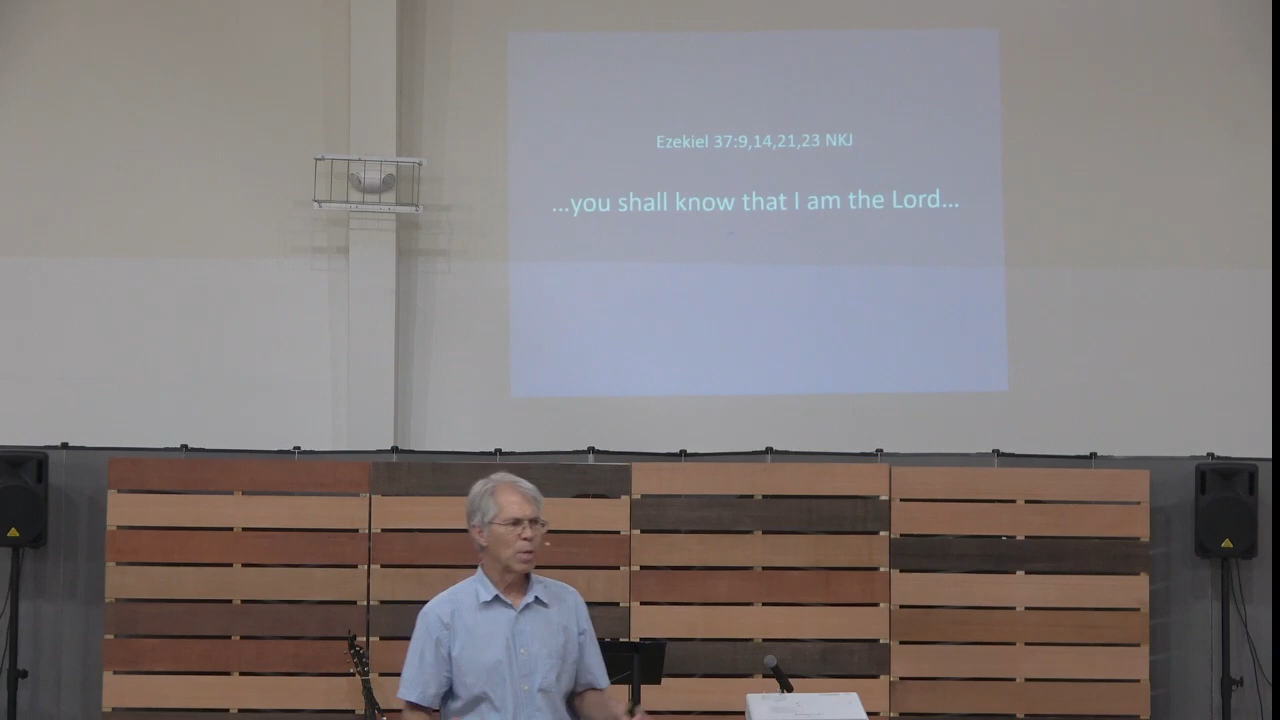 Ezekiel 37:9,14,21,23 NKJ
...you shall know that I am the Lord...